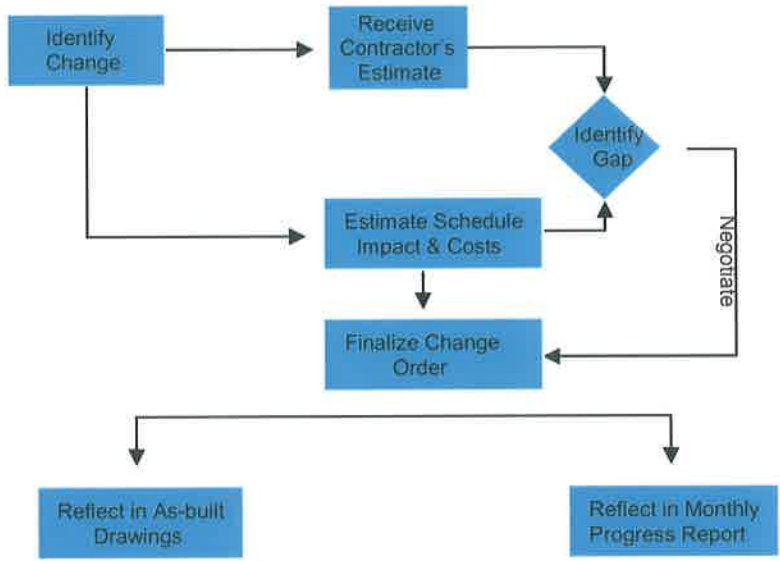 Identify
Change
Receive
Contractor's
Estimate
Identify
Gap
Estimate Schedule
Impact & Costs
Negotiate
Finalize Change
Order
Reflect in As-built
Drawings
Reflect in Monthly
Progress Report